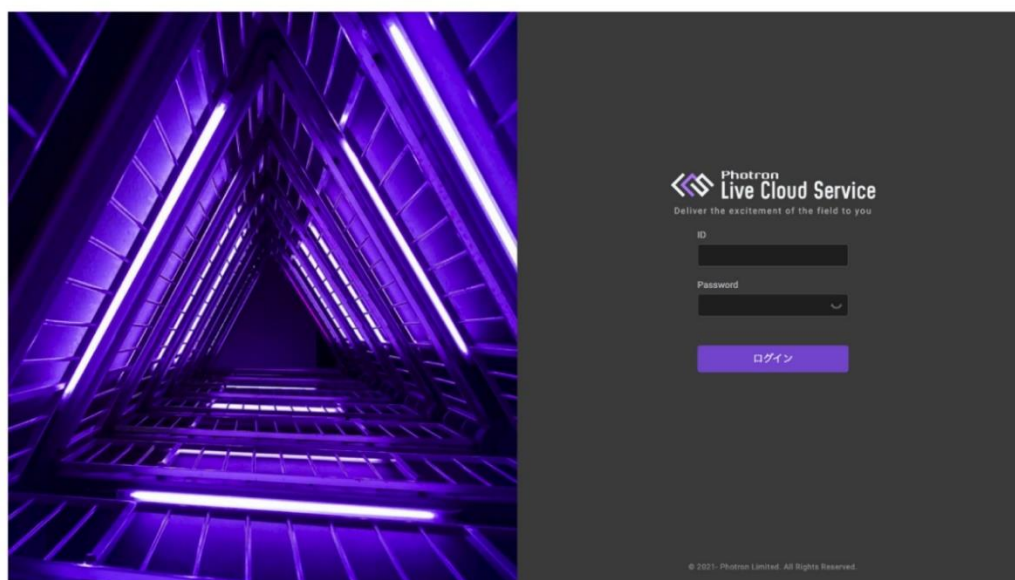 Photron
Live Cloud Service
Deliver the excitement of the field to you
ID
Password
ログイン
© 2021- Photron Limited. All Rights Reserved.